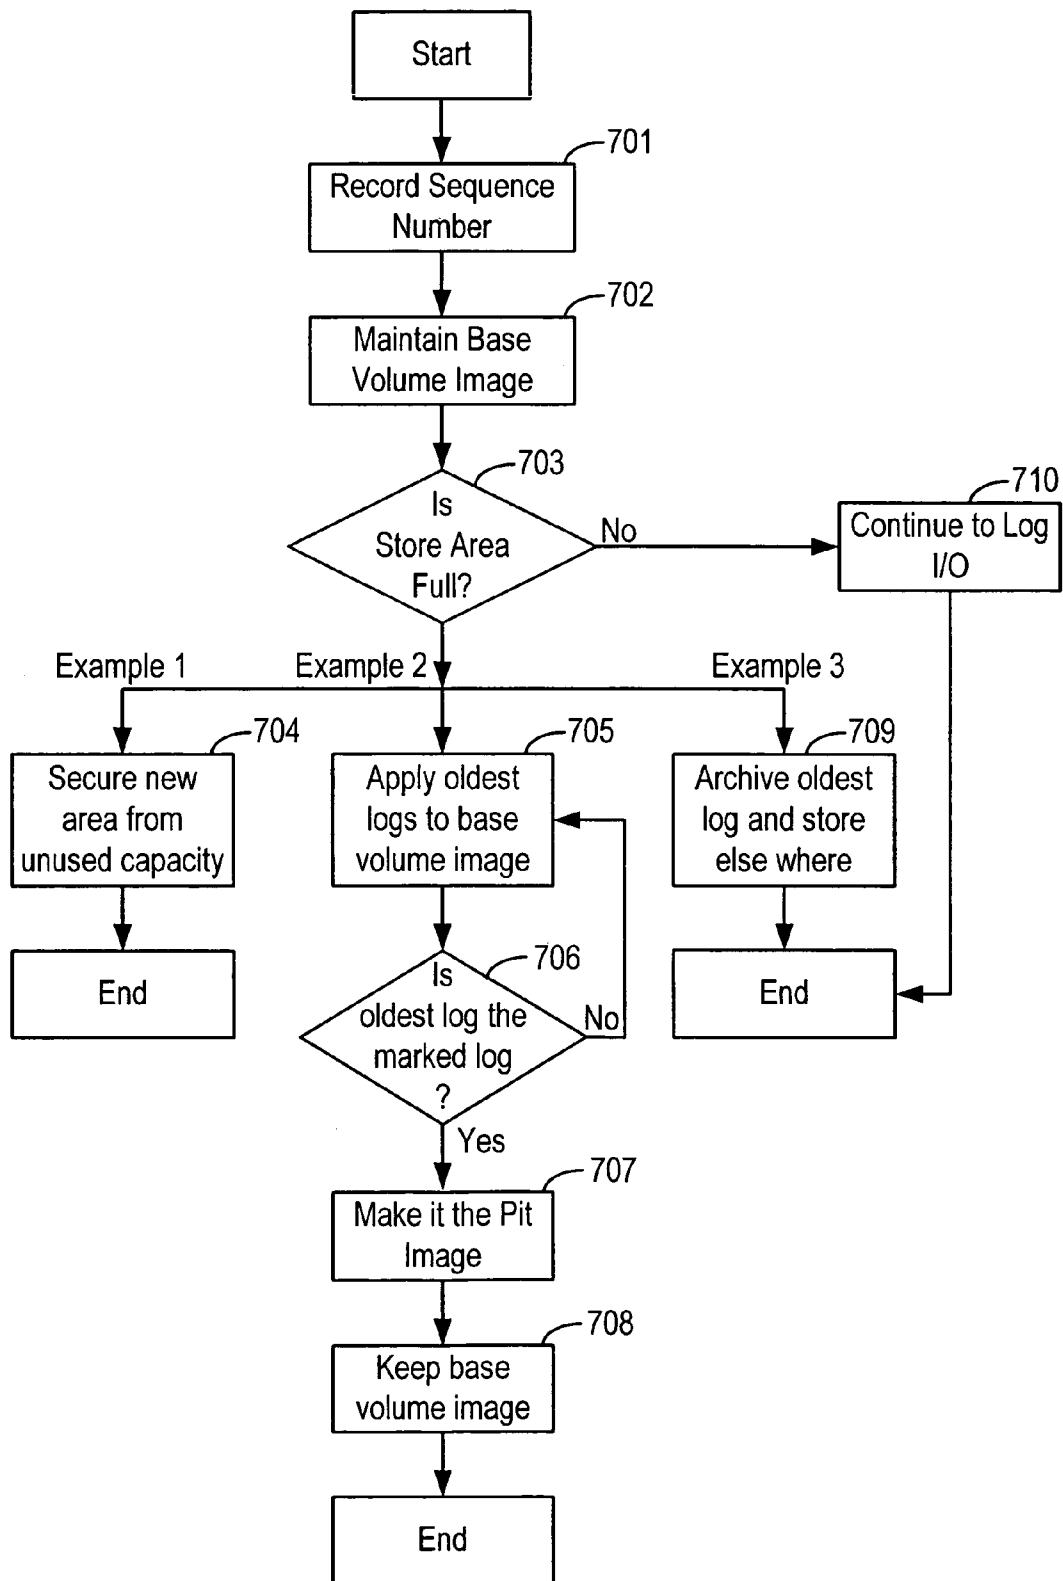 Start
701
Record Sequence
Number
702
Maintain Base
Volume Image
703
Is
Store Area
Full?
No
710
Continue to Log
I/O
Example 1
Example 2
Example 3
704
Secure new
area from
unused capacity
705
Apply oldest
logs to base
volume image
709
Archive oldest
log and store
else where
End
706
Is
oldest log the
marked log
?
No
End
Yes
707
Make it the Pit
Image
708
Keep base
volume image
End